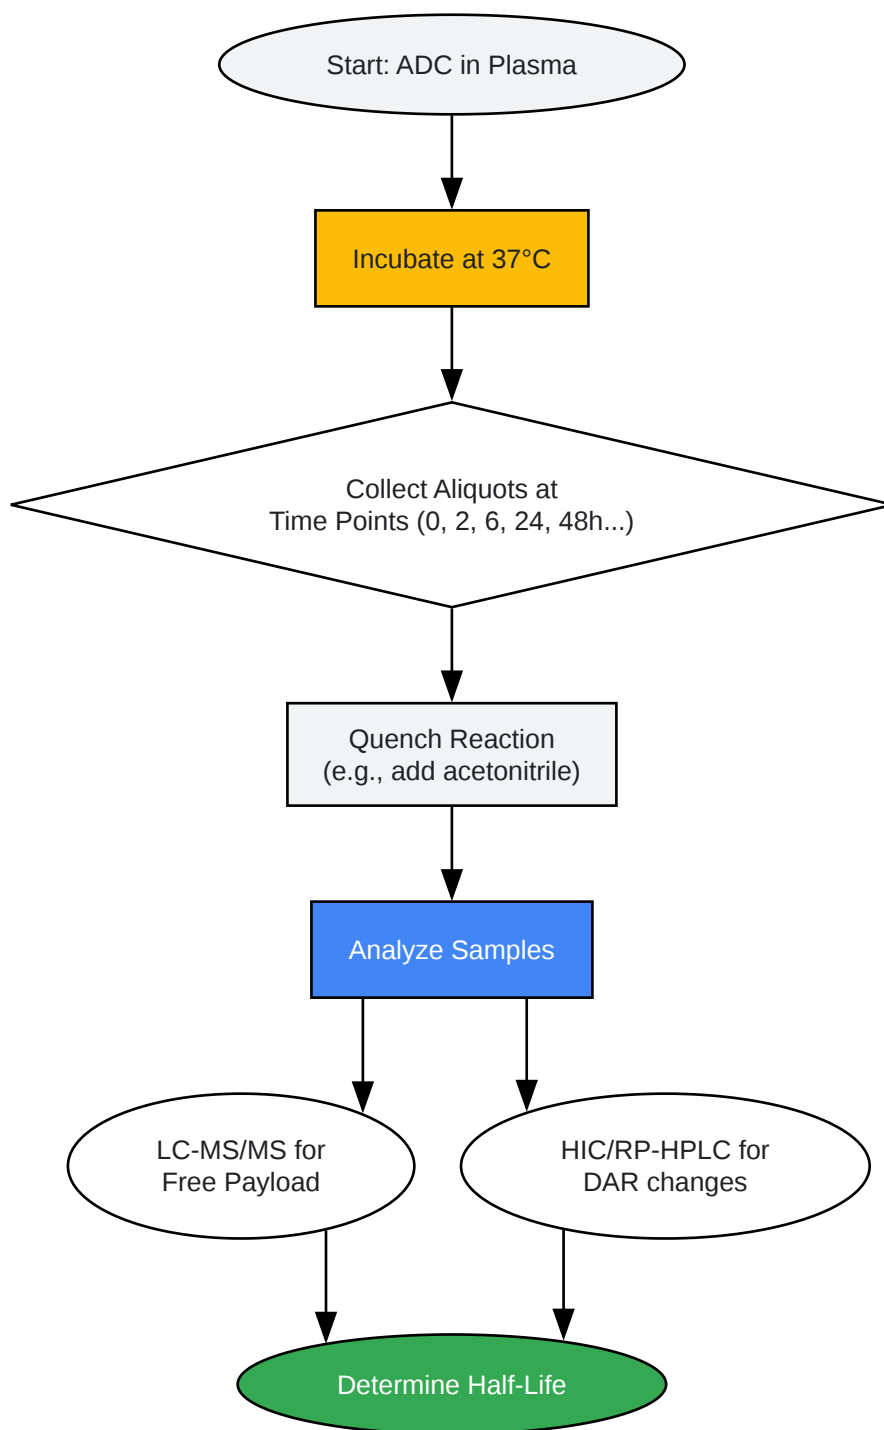 Start: ADC in Plasma
Incubate at 37°C
Collect Aliquots at
Time Points (0, 2, 6, 24, 48h...)
Quench Reaction
(e.g., add acetonitrile)
Analyze Samples
LC-MS/MS for
Free Payload
HIC/RP-HPLC for
DAR changes
Determine Half-Life